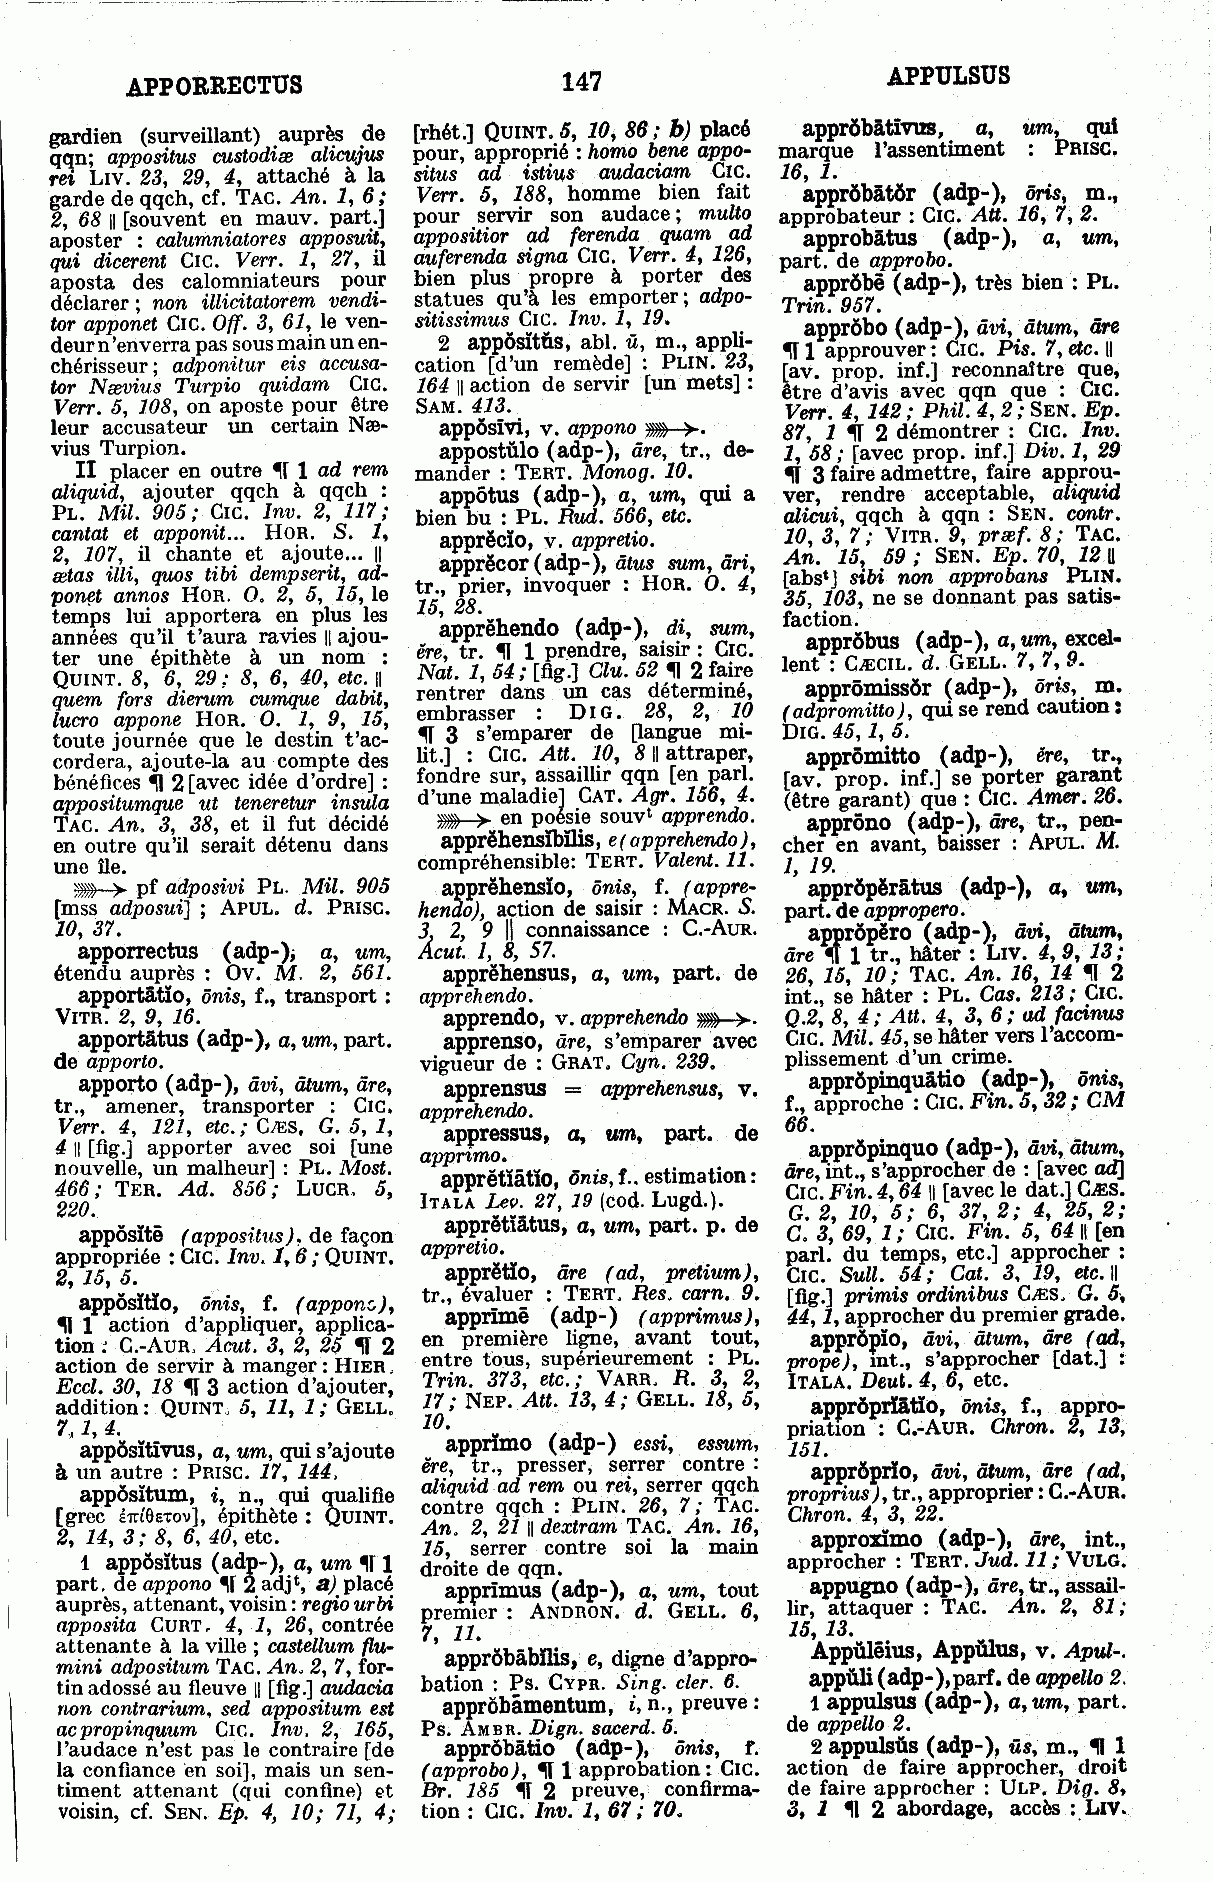 APPORRECTUS
147
APPULSUS
gardien (surveillant) auprès de
qqn; appositus custodiæ alicujus
rei LIV. 23, 29, 4, attaché à la
garde de qqch, cf. TAC. An. 1, 6;
2, 68 || [souvent en mauv. part.]
aposter : calumniatores apposuit,
qui dicerent CIC. Verr. 1, 27, il
aposta des calomniateurs pour
déclarer ; non illicitatorem vendi-
tor apponet CIC. Off. 3, 61, le ven-
deur n'enverra pas sous main un en-
chérisseur ; adponitur eis accusa-
tor Nævius Turpio quidam CIC.
Verr. 5, 108, on aposte pour être
leur accusateur un certain Næ-
vius Turpion.
II placer en outre ¶ 1 ad rem
aliquid, ajouter qqch à qqch :
PL. Mil. 905 ; CIC. Inv. 2, 117 ;
cantat et apponit... HOR. S. 1,
2, 107, il chante et ajoute... ||
ætas illi, quos tibi dempserit, ad-
ponet annos HOR. O. 2, 5, 15, le
temps lui apportera en plus les
années qu'il t'aura ravies || ajou-
ter une épithète à un nom :
QUINT. 8, 6, 29 ; 8, 6, 40, etc. ||
quem fors dierum cumque dabit,
lucro appone HOR. O. 1, 9, 15,
toute journée que le destin t'ac-
cordera, ajoute-la au compte des
bénéfices ¶ 2 [avec idée d'ordre] :
appositumque ut teneretur insula
TAC. An. 3, 38, et il fut décidé
en outre qu'il serait détenu dans
une île.
⟫→ pf adposivi PL. Mil. 905
[mss adposui] ; APUL. d. PRISC.
10, 37.
apporrectus (adp-), a, um,
étendu auprès : OV. M. 2, 561.
apportātĭo, ōnis, f., transport :
VITR. 2, 9, 16.
apportātus (adp-), a, um, part.
de apporto.
apporto (adp-), āvi, ātum, āre,
tr., amener, transporter : CIC.
Verr. 4, 121, etc. ; CÆS. G. 5, 1,
4 || [fig.] apporter avec soi [une
nouvelle, un malheur] : PL. Most.
466 ; TER. Ad. 856 ; LUCR. 5,
220.
appŏsĭtē (appositus), de façon
appropriée : CIC. Inv. 1, 6 ; QUINT.
2, 15, 5.
appŏsĭtĭo, ōnis, f. (appono),
¶ 1 action d'appliquer, applica-
tion : C.-AUR. Acut. 3, 2, 25 ¶ 2
action de servir à manger : HIER.
Eccl. 30, 18 ¶ 3 action d'ajouter,
addition : QUINT. 5, 11, 1 ; GELL.
7, 1, 4.
appŏsĭtīvus, a, um, qui s'ajoute
à un autre : PRISC. 17, 144.
appŏsĭtum, i, n., qui qualifie
[grec ἐπίθετον], épithète : QUINT.
2, 14, 3 ; 8, 6, 40, etc.
1 appŏsĭtus (adp-), a, um ¶ 1
part. de appono ¶ 2 adjᵗ, a) placé
auprès, attenant, voisin : regio urbi
apposita CURT. 4, 1, 26, contrée
attenante à la ville ; castellum flu-
mini adpositum TAC. An. 2, 7, for-
tin adossé au fleuve || [fig.] audacia
non contrarium, sed appositum est
ac propinquum CIC. Inv. 2, 165,
l'audace n'est pas le contraire [de
la confiance en soi], mais un sen-
timent attenant (qui confine) et
voisin, cf. SEN. Ep. 4, 10 ; 71, 4 ;
[rhét.] QUINT. 5, 10, 86 ; b) placé
pour, approprié : homo bene appo-
situs ad istius audaciam CIC.
Verr. 5, 188, homme bien fait
pour servir son audace ; multo
appositior ad ferenda quam ad
auferenda signa CIC. Verr. 4, 126,
bien plus propre à porter des
statues qu'à les emporter ; adpo-
sitissimus CIC. Inv. 1, 19.
2 appŏsĭtŭs, abl. ū, m., appli-
cation [d'un remède] : PLIN. 23,
164 || action de servir [un mets] :
SAM. 413.
appŏsīvi, v. appono ⟫→.
appostŭlo (adp-), āre, tr., de-
mander : TERT. Monog. 10.
appōtus (adp-), a, um, qui a
bien bu : PL. Rud. 566, etc.
apprĕcĭo, v. appretio.
apprĕcor (adp-), ātus sum, āri,
tr., prier, invoquer : HOR. O. 4,
15, 28.
apprĕhendo (adp-), di, sum,
ĕre, tr. ¶ 1 prendre, saisir : CIC.
Nat. 1, 54 ; [fig.] Clu. 52 ¶ 2 faire
rentrer dans un cas déterminé,
embrasser : DIG. 28, 2, 10
¶ 3 s'emparer de [langue mi-
lit.] : CIC. Att. 10, 8 || attraper,
fondre sur, assaillir qqn [en parl.
d'une maladie] CAT. Agr. 156, 4.
⟫→ en poésie souvᵗ apprendo.
apprĕhensĭbĭlis, e (apprehendo),
compréhensible : TERT. Valent. 11.
apprĕhensĭo, ōnis, f. (appre-
hendo), action de saisir : MACR. S.
3, 2, 9 || connaissance : C.-AUR.
Acut. 1, 8, 57.
apprĕhensus, a, um, part. de
apprehendo.
apprendo, v. apprehendo ⟫→.
apprenso, āre, s'emparer avec
vigueur de : GRAT. Cyn. 239.
apprensus = apprehensus, v.
apprehendo.
appressus, a, um, part. de
apprimo.
apprĕtĭātĭo, ōnis, f.. estimation :
ITALA Lev. 27, 19 (cod. Lugd.).
apprĕtĭātus, a, um, part. p. de
appretio.
apprĕtĭo, āre (ad, pretium),
tr., évaluer : TERT. Res. carn. 9.
apprīmē (adp-) (apprimus),
en première ligne, avant tout,
entre tous, supérieurement : PL.
Trin. 373, etc. ; VARR. R. 3, 2,
17 ; NEP. Att. 13, 4 ; GELL. 18, 5,
10.
apprĭmo (adp-) essi, essum,
ĕre, tr., presser, serrer contre :
aliquid ad rem ou rei, serrer qqch
contre qqch : PLIN. 26, 7 ; TAC.
An. 2, 21 || dextram TAC. An. 16,
15, serrer contre soi la main
droite de qqn.
apprīmus (adp-), a, um, tout
premier : ANDRON. d. GELL. 6,
7, 11.
apprŏbābĭlis, e, digne d'appro-
bation : PS. CYPR. Sing. cler. 6.
apprŏbāmentum, i, n., preuve :
PS. AMBR. Dign. sacerd. 5.
apprŏbātio (adp-), ōnis, f.
(approbo), ¶ 1 approbation : CIC.
Br. 185 ¶ 2 preuve, confirma-
tion : CIC. Inv. 1, 67 ; 70.
apprŏbātīvus, a, um, qui
marque l'assentiment : PRISC.
16, 1.
apprŏbātŏr (adp-), ōris, m.,
approbateur : CIC. Att. 16, 7, 2.
approbātus (adp-), a, um,
part. de approbo.
apprŏbē (adp-), très bien : PL.
Trin. 957.
apprŏbo (adp-), āvi, ātum, āre
¶ 1 approuver : CIC. Pis. 7, etc. ||
[av. prop. inf.] reconnaître que,
être d'avis avec qqn que : CIC.
Verr. 4, 142 ; Phil. 4, 2 ; SEN. Ep.
87, 1 ¶ 2 démontrer : CIC. Inv.
1, 58 ; [avec prop. inf.] Div. 1, 29
¶ 3 faire admettre, faire approu-
ver, rendre acceptable, aliquid
alicui, qqch à qqn : SEN. contr.
10, 3, 7 ; VITR. 9, præf. 8 ; TAC.
An. 15, 59 ; SEN. Ep. 70, 12 ||
[absᵗ] sibi non approbans PLIN.
35, 103, ne se donnant pas satis-
faction.
apprŏbus (adp-), a, um, excel-
lent : CÆCIL. d. GELL. 7, 7, 9.
apprōmissŏr (adp-), ōris, m.
(adpromitto), qui se rend caution :
DIG. 45, 1, 5.
apprōmitto (adp-), ĕre, tr.,
[av. prop. inf.] se porter garant
(être garant) que : CIC. Amer. 26.
apprōno (adp-), āre, tr., pen-
cher en avant, baisser : APUL. M.
1, 19.
apprŏpĕrātus (adp-), a, um,
part. de appropero.
apprŏpĕro (adp-), āvi, ātum,
āre ¶ 1 tr., hâter : LIV. 4, 9, 13 ;
26, 15, 10 ; TAC. An. 16, 14 ¶ 2
int., se hâter : PL. Cas. 213 ; CIC.
Q. 2, 8, 4 ; Att. 4, 3, 6 ; ad facinus
CIC. Mil. 45, se hâter vers l'accom-
plissement d'un crime.
apprŏpinquātio (adp-), ōnis,
f., approche : CIC. Fin. 5, 32 ; CM
66.
apprŏpinquo (adp-), āvi, ātum,
āre, int., s'approcher de : [avec ad]
CIC. Fin. 4, 64 || [avec le dat.] CÆS.
G. 2, 10, 5 ; 6, 37, 2 ; 4, 25, 2 ;
C. 3, 69, 1 ; CIC. Fin. 5, 64 || [en
parl. du temps, etc.] approcher :
CIC. Sull. 54 ; Cat. 3, 19, etc. ||
[fig.] primis ordinibus CÆS. G. 5,
44, 1, approcher du premier grade.
apprŏpĭo, āvi, ātum, āre (ad,
prope), int., s'approcher [dat.] :
ITALA. Deut. 4, 6, etc.
apprŏprĭātĭo, ōnis, f., appro-
priation : C.-AUR. Chron. 2, 13,
151.
apprŏprĭo, āvi, ātum, āre (ad,
proprius), tr., approprier : C.-AUR.
Chron. 4, 3, 22.
approxĭmo (adp-), āre, int.,
approcher : TERT. Jud. 11 ; VULG.
appugno (adp-), āre, tr., assail-
lir, attaquer : TAC. An. 2, 81 ;
15, 13.
Appŭlēius, Appŭlus, v. Apul-.
appŭli (adp-), parf. de appello 2.
1 appulsus (adp-), a, um, part.
de appello 2.
2 appulsŭs (adp-), ūs, m., ¶ 1
action de faire approcher, droit
de faire approcher : ULP. Dig. 8,
3, 1 ¶ 2 abordage, accès : LIV.